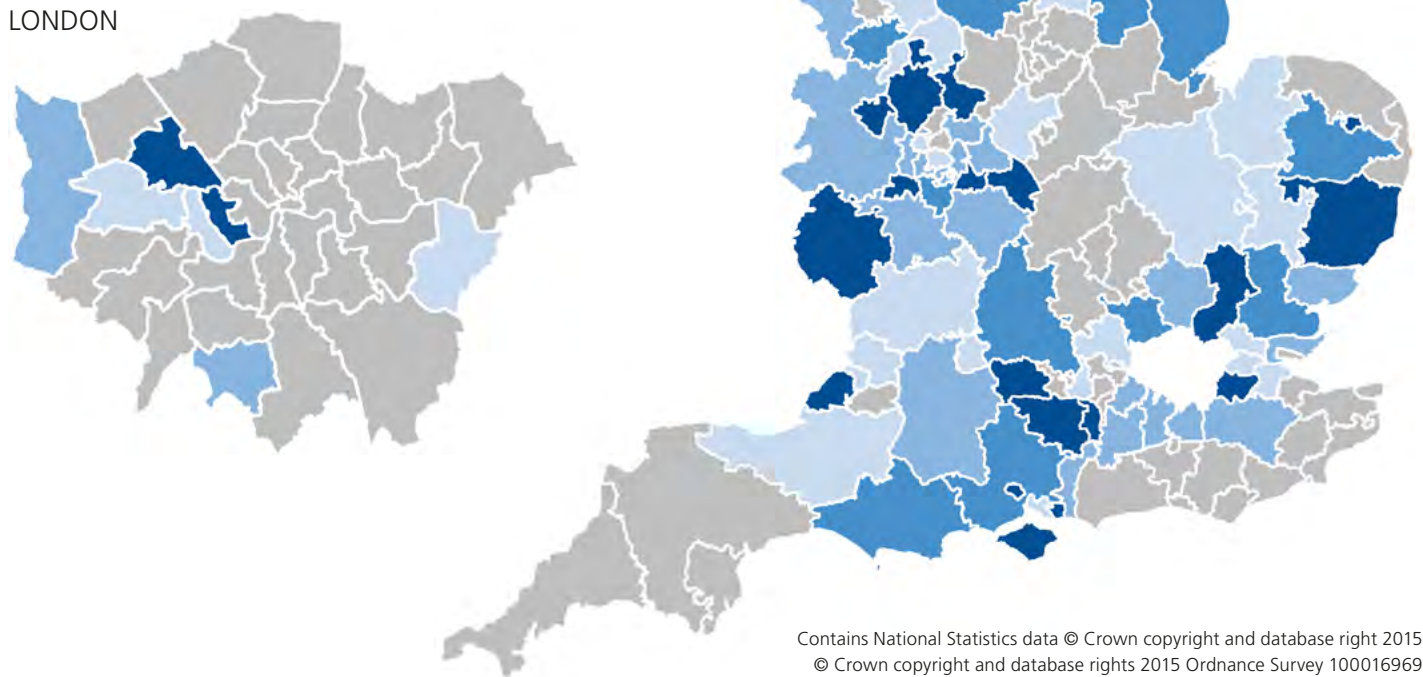 LONDON
Contains National Statistics data © Crown copyright and database right 2015
© Crown copyright and database rights 2015 Ordnance Survey 100016969